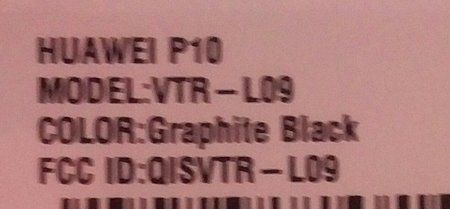 HUAWEI P10
MODEL:VTR-L09
COLOR:Graphite Black
FCC ID:QISVTR-L09